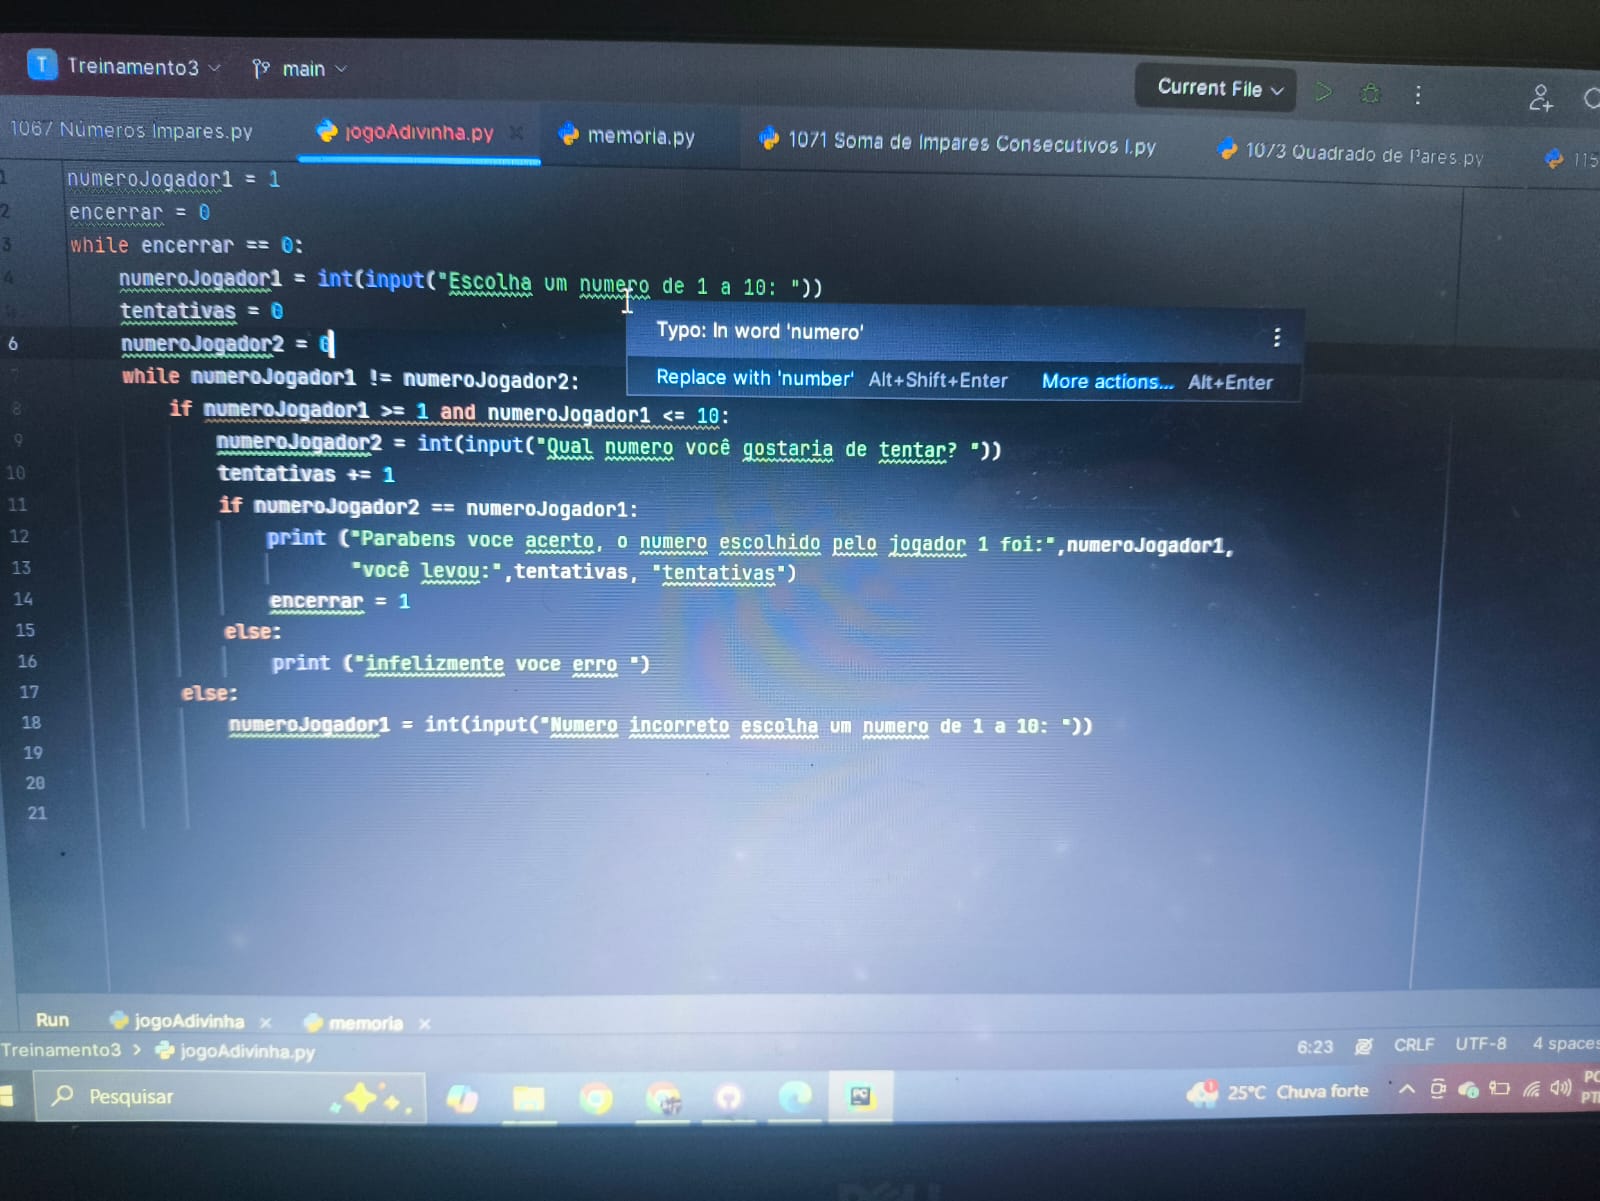 T Treinamento3 main Current File
1067 Números Impares.py jogoAdivinha.py memoria.py 1071 Soma de Impares Consecutivos I.py 1073 Quadrado de Pares.py 115
1 numeroJogador1 = 1
2 encerrar = 0
3 while encerrar == 0:
4 numeroJogador1 = int(input("Escolha um numero de 1 a 10: "))
5 tentativas = 0
6 numeroJogador2 = 0
7 while numeroJogador1 != numeroJogador2:
8 if numeroJogador1 >= 1 and numeroJogador1 <= 10:
9 numeroJogador2 = int(input("Qual numero você gostaria de tentar? "))
10 tentativas += 1
11 if numeroJogador2 == numeroJogador1:
12 print ("Parabens voce acerto, o numero escolhido pelo jogador 1 foi:",numeroJogador1,
13 "você levou:",tentativas, "tentativas")
14 encerrar = 1
15 else:
16 print ("infelizmente voce erro ")
17 else:
18 numeroJogador1 = int(input("Numero incorreto escolha um numero de 1 a 10: "))
19
20
21
Typo: In word 'numero'
Replace with 'number' Alt+Shift+Enter More actions... Alt+Enter
Run jogoAdivinha memoria
Treinamento3 > jogoAdivinha.py 6:23 CRLF UTF-8 4 spaces
Pesquisar PC 1 25°C Chuva forte
DELL